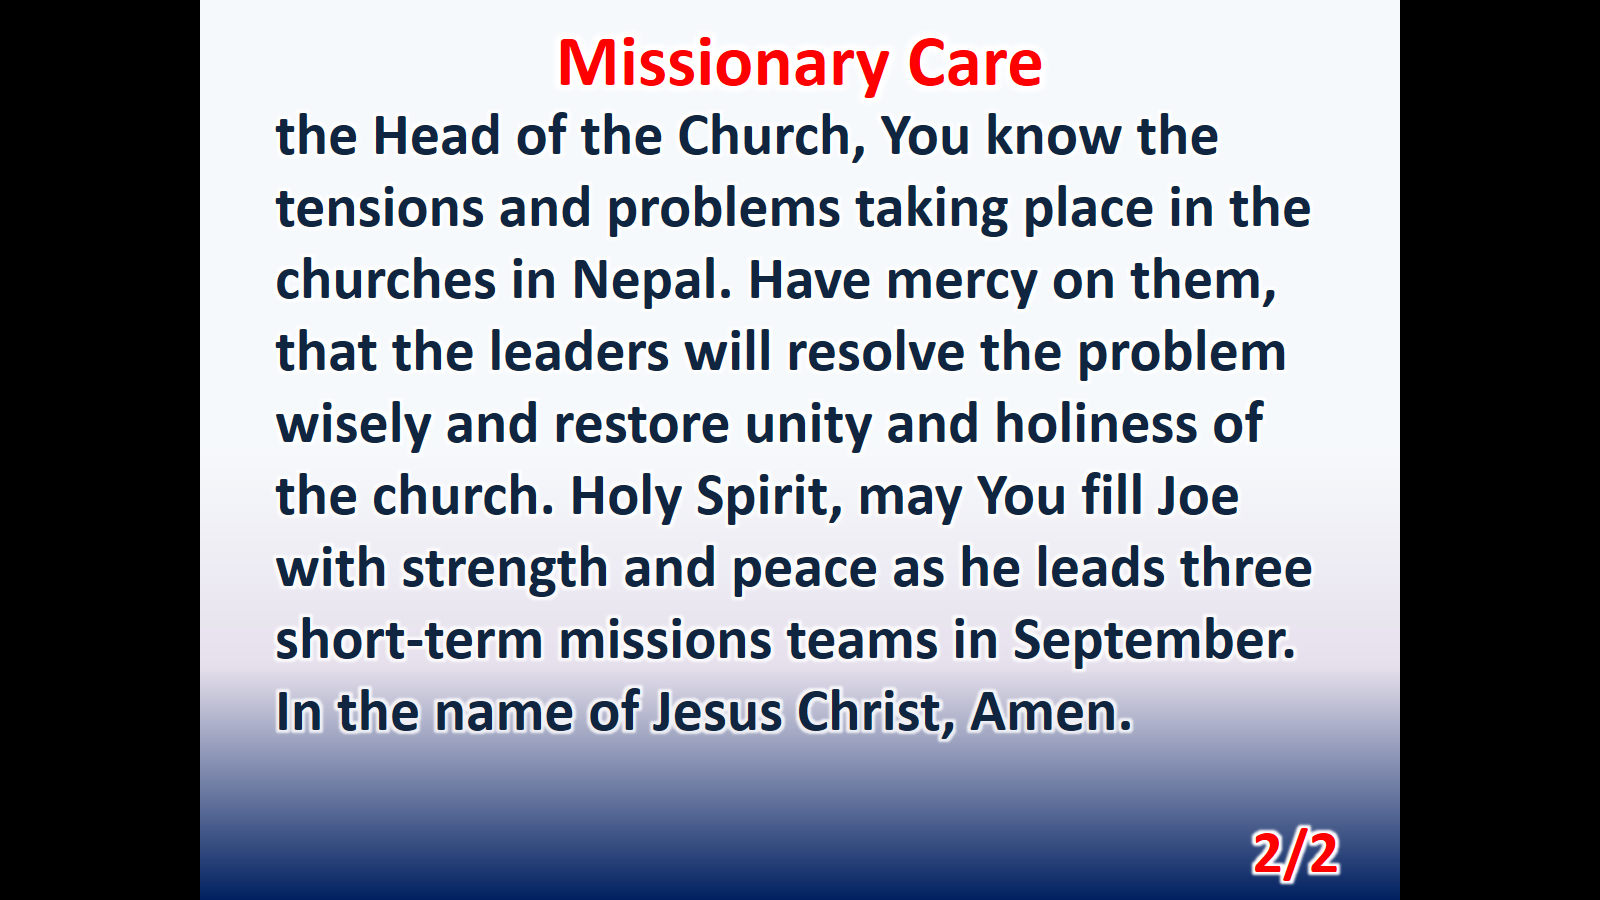 Missionary Care
the Head of the Church, You know the
tensions and problems taking place in the
churches in Nepal. Have mercy on them,
that the leaders will resolve the problem
wisely and restore unity and holiness of
the church. Holy Spirit, may You fill Joe
with strength and peace as he leads three
short-term missions teams in September.
In the name of Jesus Christ, Amen.
2/2